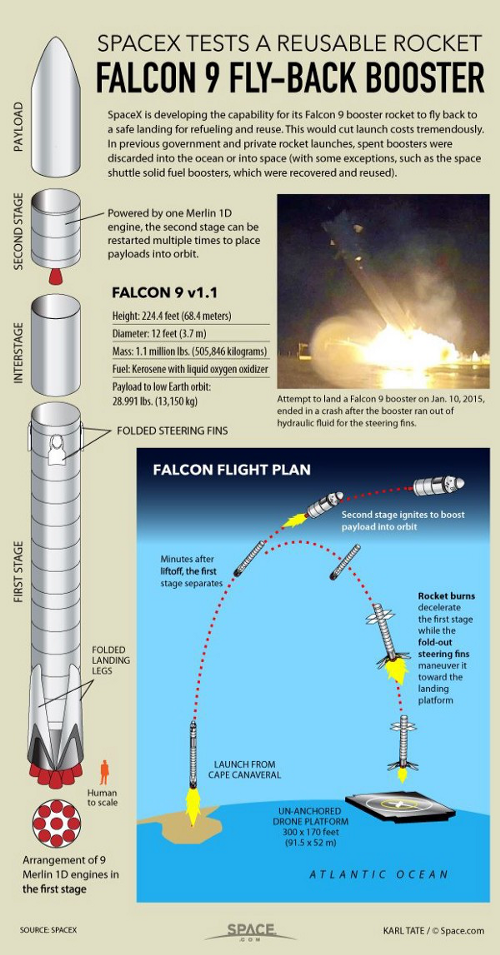 SPACEX TESTS A REUSABLE ROCKET
FALCON 9 FLY-BACK BOOSTER
SpaceX is developing the capability for its Falcon 9 booster rocket to fly back to
a safe landing for refueling and reuse. This would cut launch costs tremendously.
In previous government and private rocket launches, spent boosters were
discarded into the ocean or into space (with some exceptions, such as the space
shuttle solid fuel boosters, which were recovered and reused).
PAYLOAD
SECOND STAGE
Powered by one Merlin 1D
engine, the second stage can be
restarted multiple times to place
payloads into orbit.
INTERSTAGE
FALCON 9 v1.1
Height: 224.4 feet (68.4 meters)
Diameter: 12 feet (3.7 m)
Mass: 1.1 million lbs. (505,846 kilograms)
Fuel: Kerosene with liquid oxygen oxidizer
Payload to low Earth orbit:
28.991 lbs. (13,150 kg)
Attempt to land a Falcon 9 booster on Jan. 10, 2015,
ended in a crash after the booster ran out of
hydraulic fluid for the steering fins.
FOLDED STEERING FINS
FIRST STAGE
FOLDED
LANDING
LEGS
Human
to scale
Arrangement of 9
Merlin 1D engines in
the first stage
FALCON FLIGHT PLAN
Second stage ignites to boost
payload into orbit
Minutes after
liftoff, the first
stage separates
Rocket burns
decelerate
the first stage
while the
fold-out
steering fins
maneuver it
toward the
landing
platform
LAUNCH FROM
CAPE CANAVERAL
UN-ANCHORED
DRONE PLATFORM
300 x 170 feet
(91.5 x 52 m)
ATLANTIC OCEAN
SOURCE: SPACEX
SPACE
.COM
KARL TATE / © Space.com